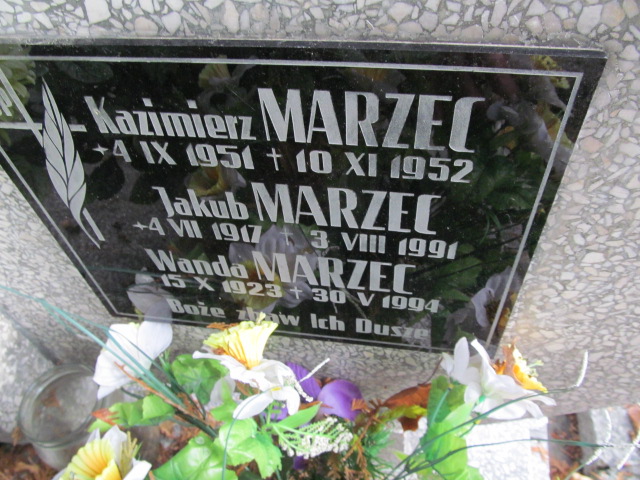 Kazimierz MARZEC
* 4 IX 1951 + 10 XI 1952
Jakub MARZEC
* 4 VII 1917 + 3 VIII 1991
Wanda MARZEC
* 15 X 1923 + 30 V 1994
Boże zbaw Ich Dusze